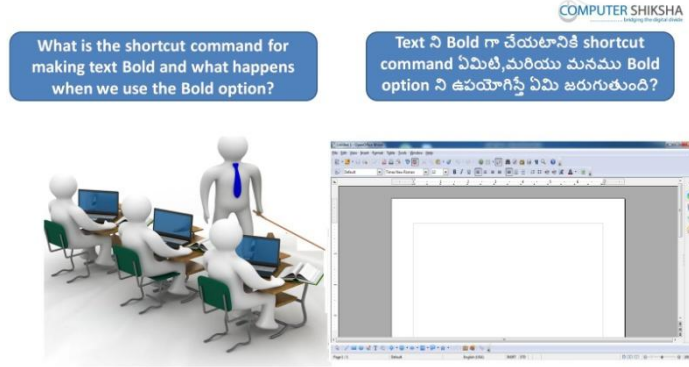 COMPUTER SHIKSHA
bridging the digital divide
What is the shortcut command for
making text Bold and what happens
when we use the Bold option?
Text ని Bold గా చేయటానికి shortcut
command ఏమిటి,మరియు మనము Bold
option ని ఉపయోగిస్తే ఏమి జరుగుతుంది?